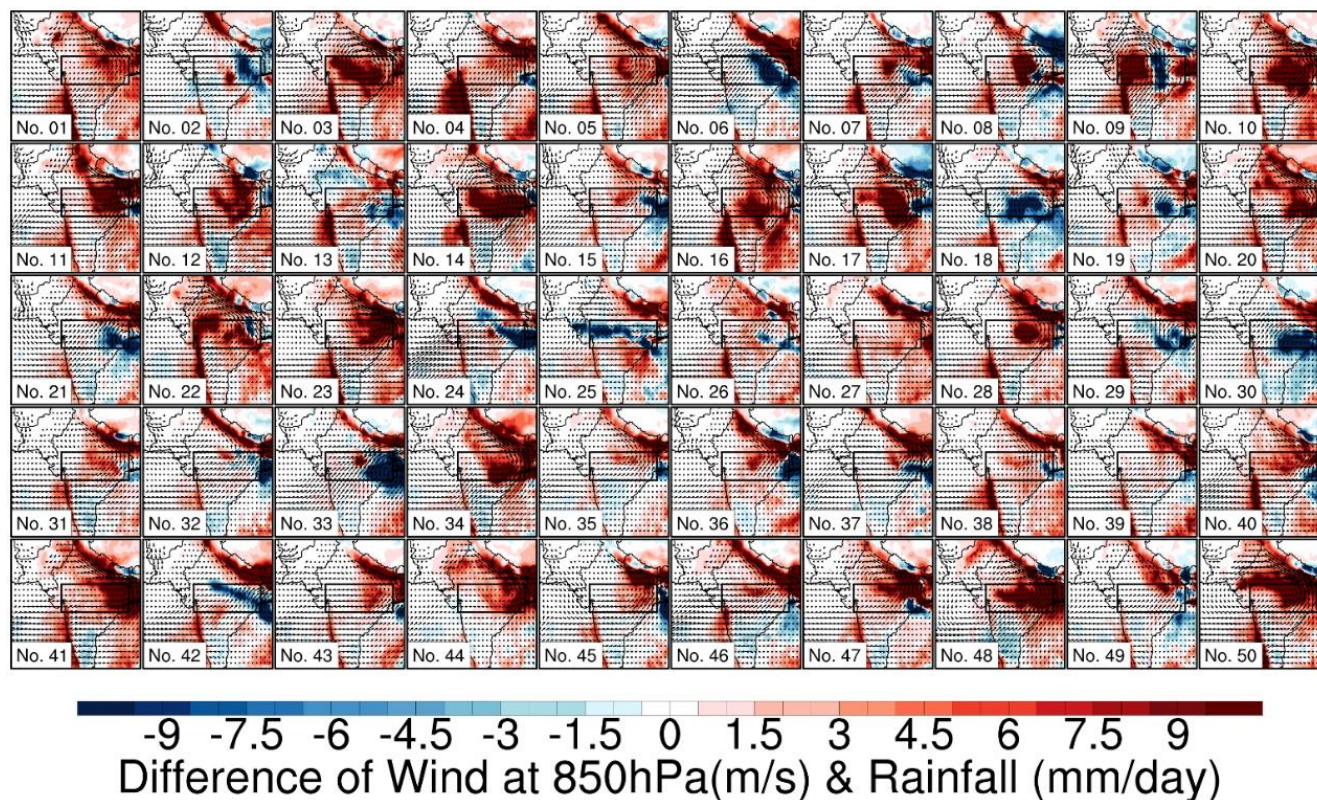 No. 01 No. 02 No. 03 No. 04 No. 05 No. 06 No. 07 No. 08 No. 09 No. 10
No. 11 No. 12 No. 13 No. 14 No. 15 No. 16 No. 17 No. 18 No. 19 No. 20
No. 21 No. 22 No. 23 No. 24 No. 25 No. 26 No. 27 No. 28 No. 29 No. 30
No. 31 No. 32 No. 33 No. 34 No. 35 No. 36 No. 37 No. 38 No. 39 No. 40
No. 41 No. 42 No. 43 No. 44 No. 45 No. 46 No. 47 No. 48 No. 49 No. 50
-9 -7.5 -6 -4.5 -3 -1.5 0 1.5 3 4.5 6 7.5 9
Difference of Wind at 850hPa(m/s) & Rainfall (mm/day)